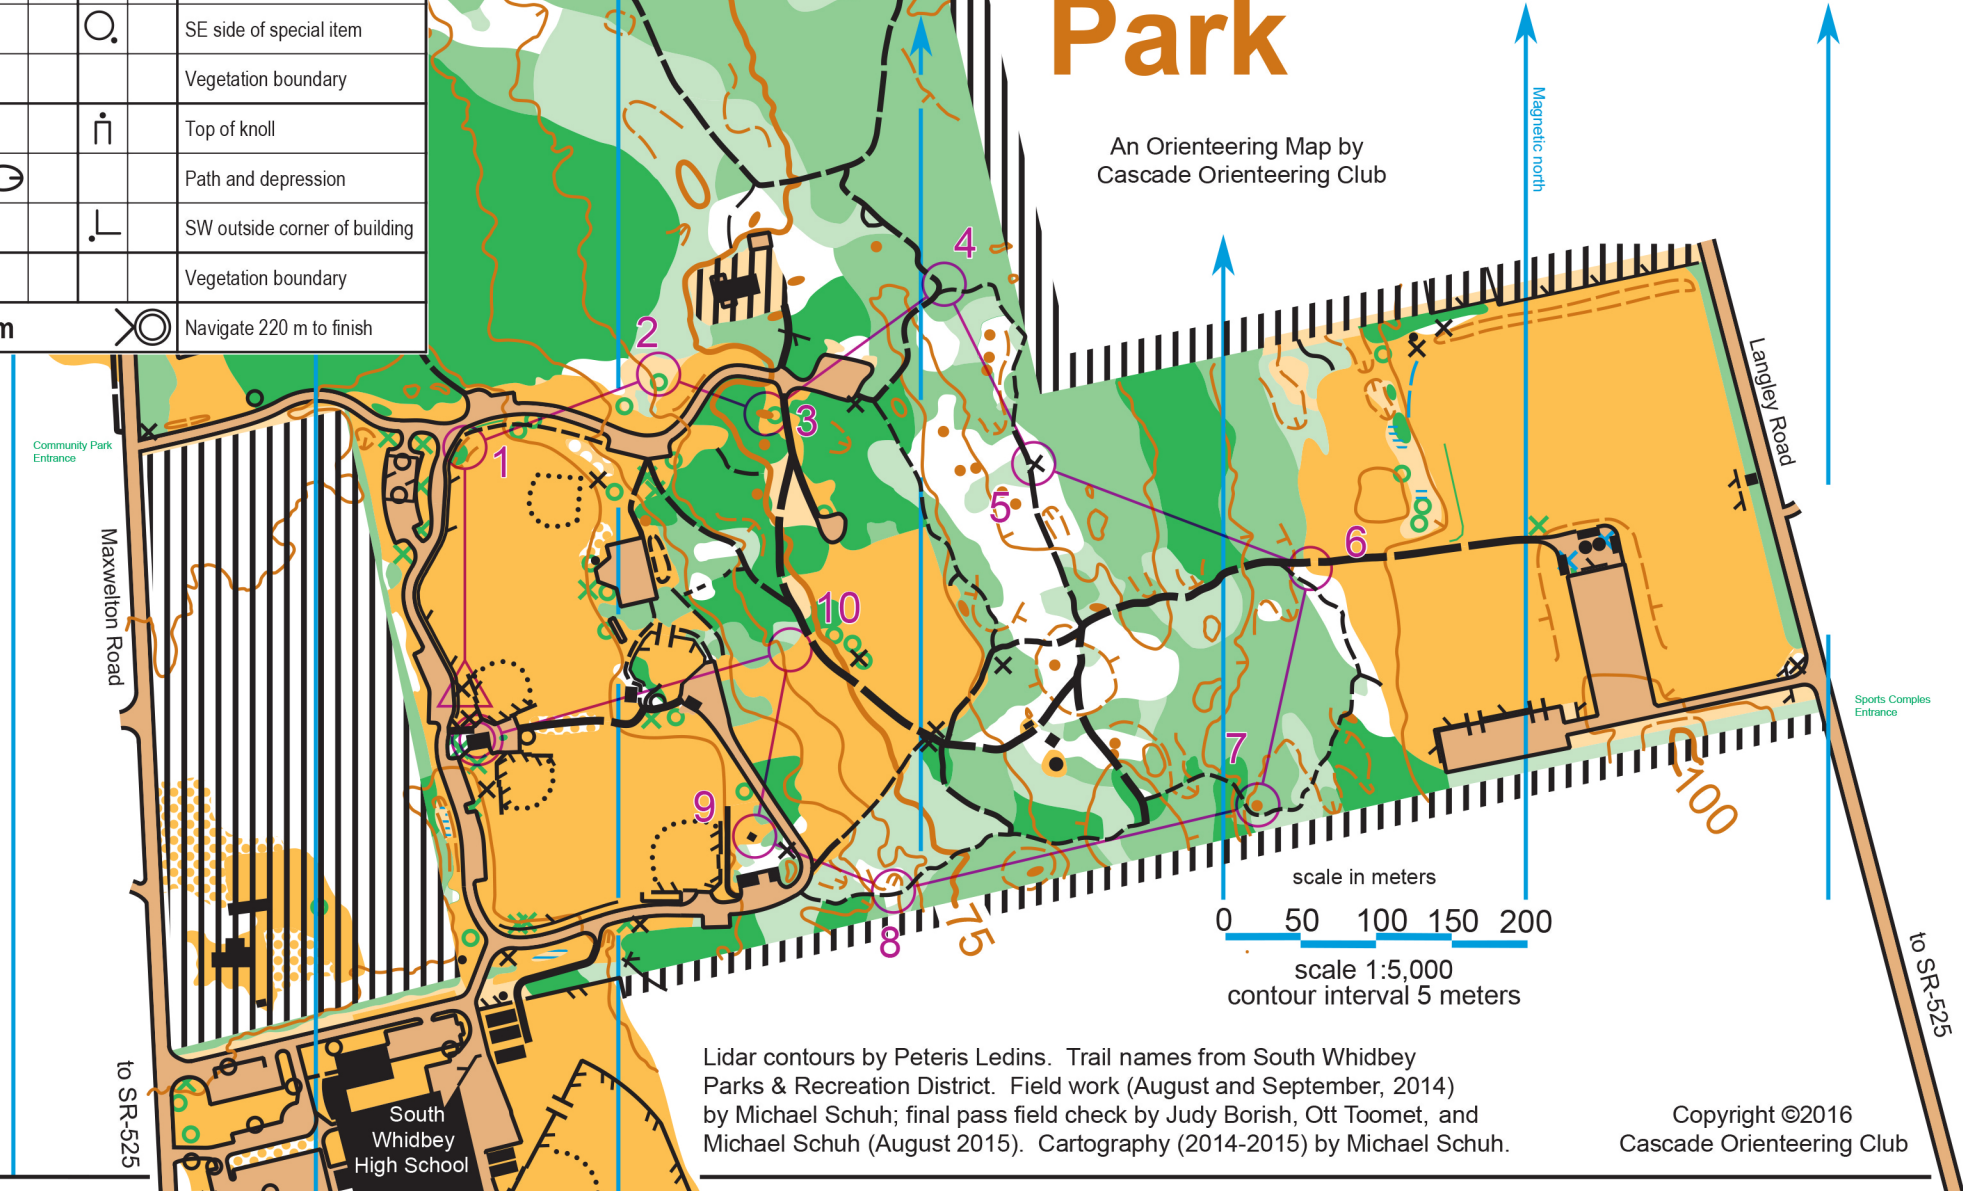 SE side of special item
Vegetation boundary
Top of knoll
Path and depression
SW outside corner of building
Vegetation boundary
m
Navigate 220 m to finish
Park
An Orienteering Map by
Cascade Orienteering Club
Magnetic north
Langley Road
Community Park
Entrance
Maxwelton Road
to SR-525
1
2
3
4
5
6
7
8
9
10
75
100
Sports Comples
Entrance
to SR-525
scale in meters
0 50 100 150 200
scale 1:5,000
contour interval 5 meters
Lidar contours by Peteris Ledins. Trail names from South Whidbey
Parks & Recreation District. Field work (August and September, 2014)
by Michael Schuh; final pass field check by Judy Borish, Ott Toomet, and
Michael Schuh (August 2015). Cartography (2014-2015) by Michael Schuh.
South
Whidbey
High School
Copyright ©2016
Cascade Orienteering Club